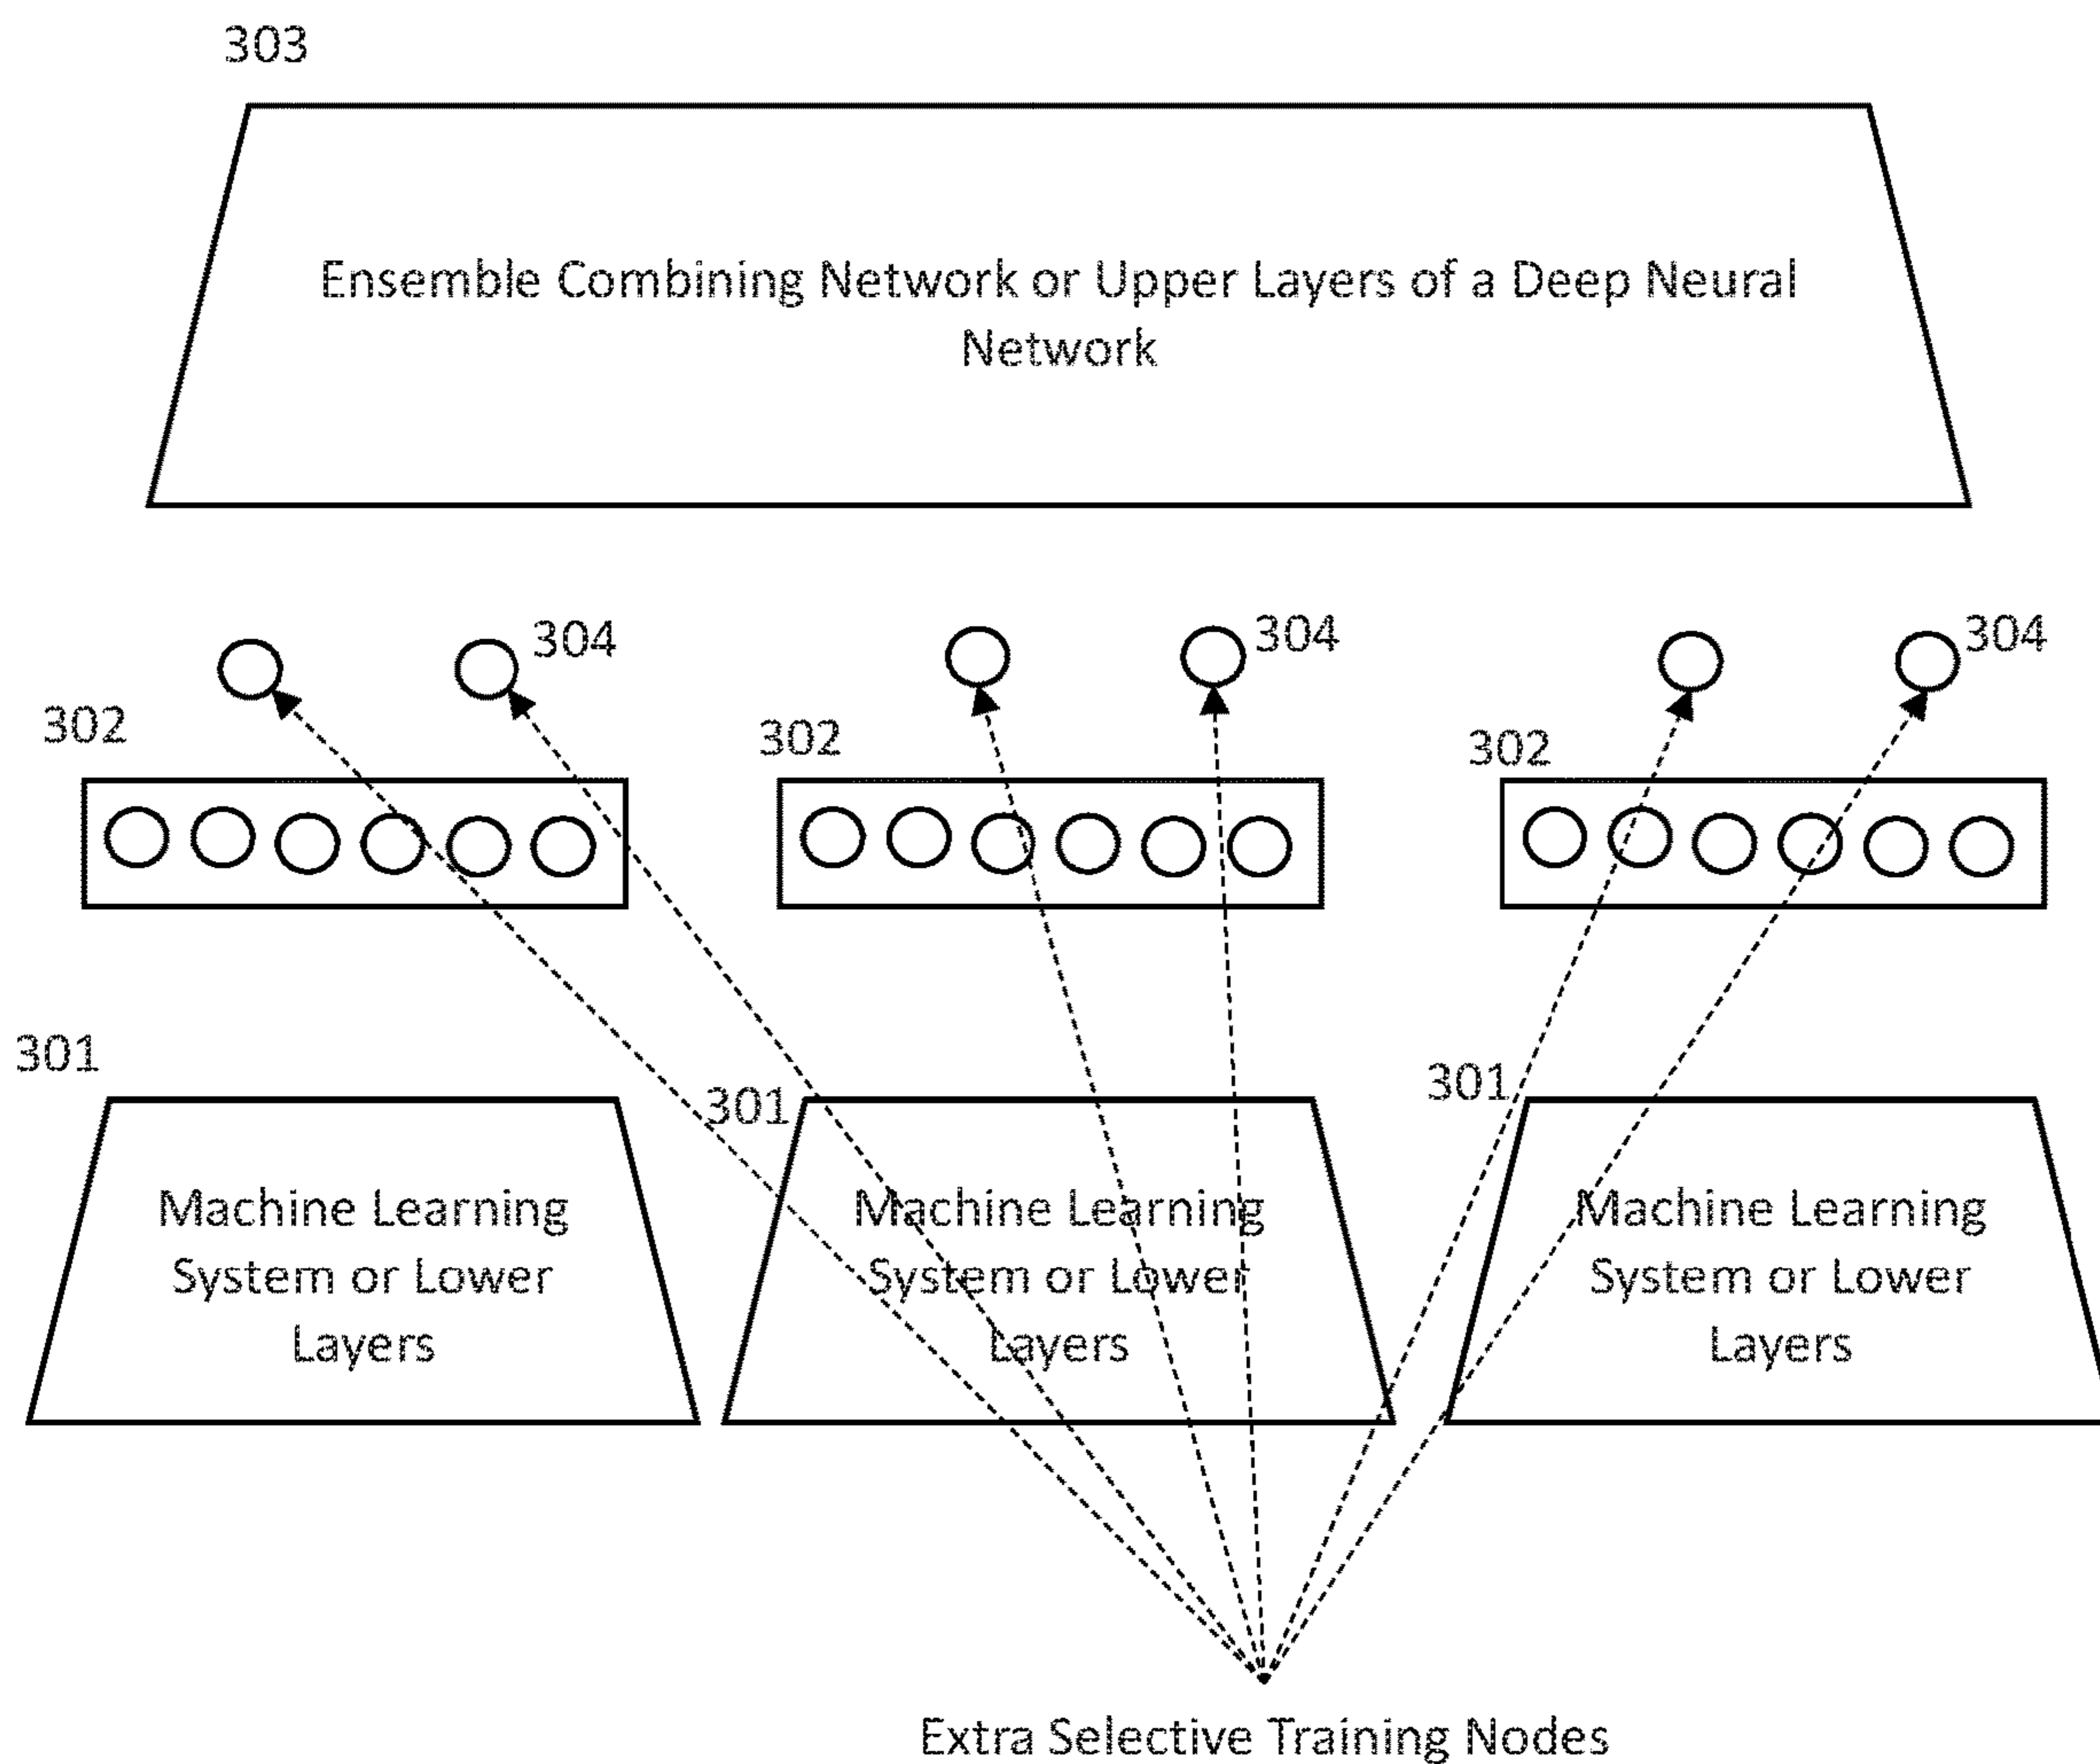 303
Ensemble Combining Network or Upper Layers of a Deep Neural
Network
304
304
304
302
302
302
301
301
301
Machine Learning
System or Lower
Layers
Machine Learning
System or Lower
Layers
Machine Learning
System or Lower
Layers
Extra Selective Training Nodes